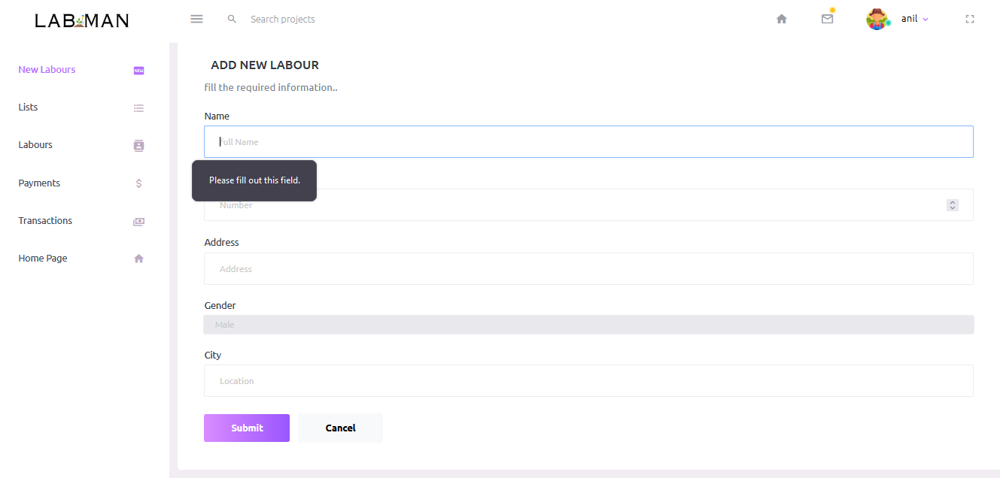 LABMAN
Search projects
anil
New Labours
NEW
Lists
Labours
Payments
Transactions
Home Page
ADD NEW LABOUR
fill the required information..
Name
Full Name
Please fill out this field.
Number
Address
Address
Gender
Male
City
Location
Submit
Cancel